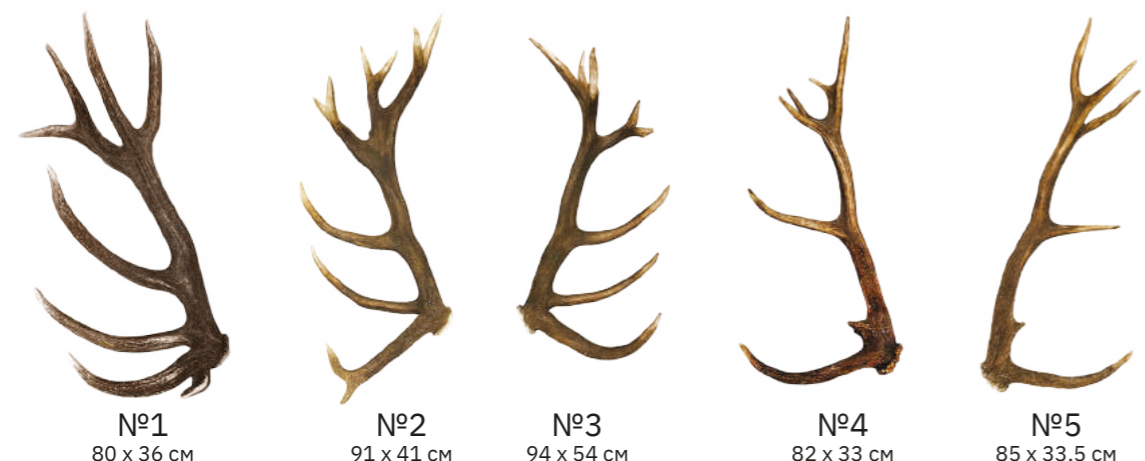 №1
80 x 36 см
№2
91 x 41 см
№3
94 x 54 см
№4
82 x 33 см
№5
85 x 33.5 см